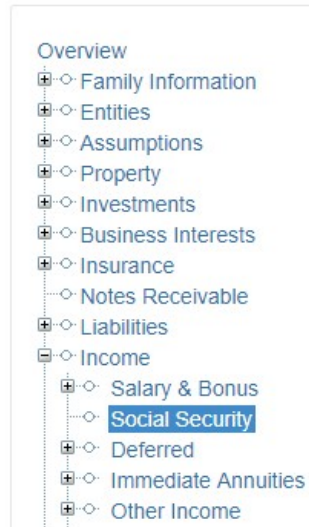 Overview
Family Information
Entities
Assumptions
Property
Investments
Business Interests
Insurance
Notes Receivable
Liabilities
Income
Salary & Bonus
Social Security
Deferred
Immediate Annuities
Other Income